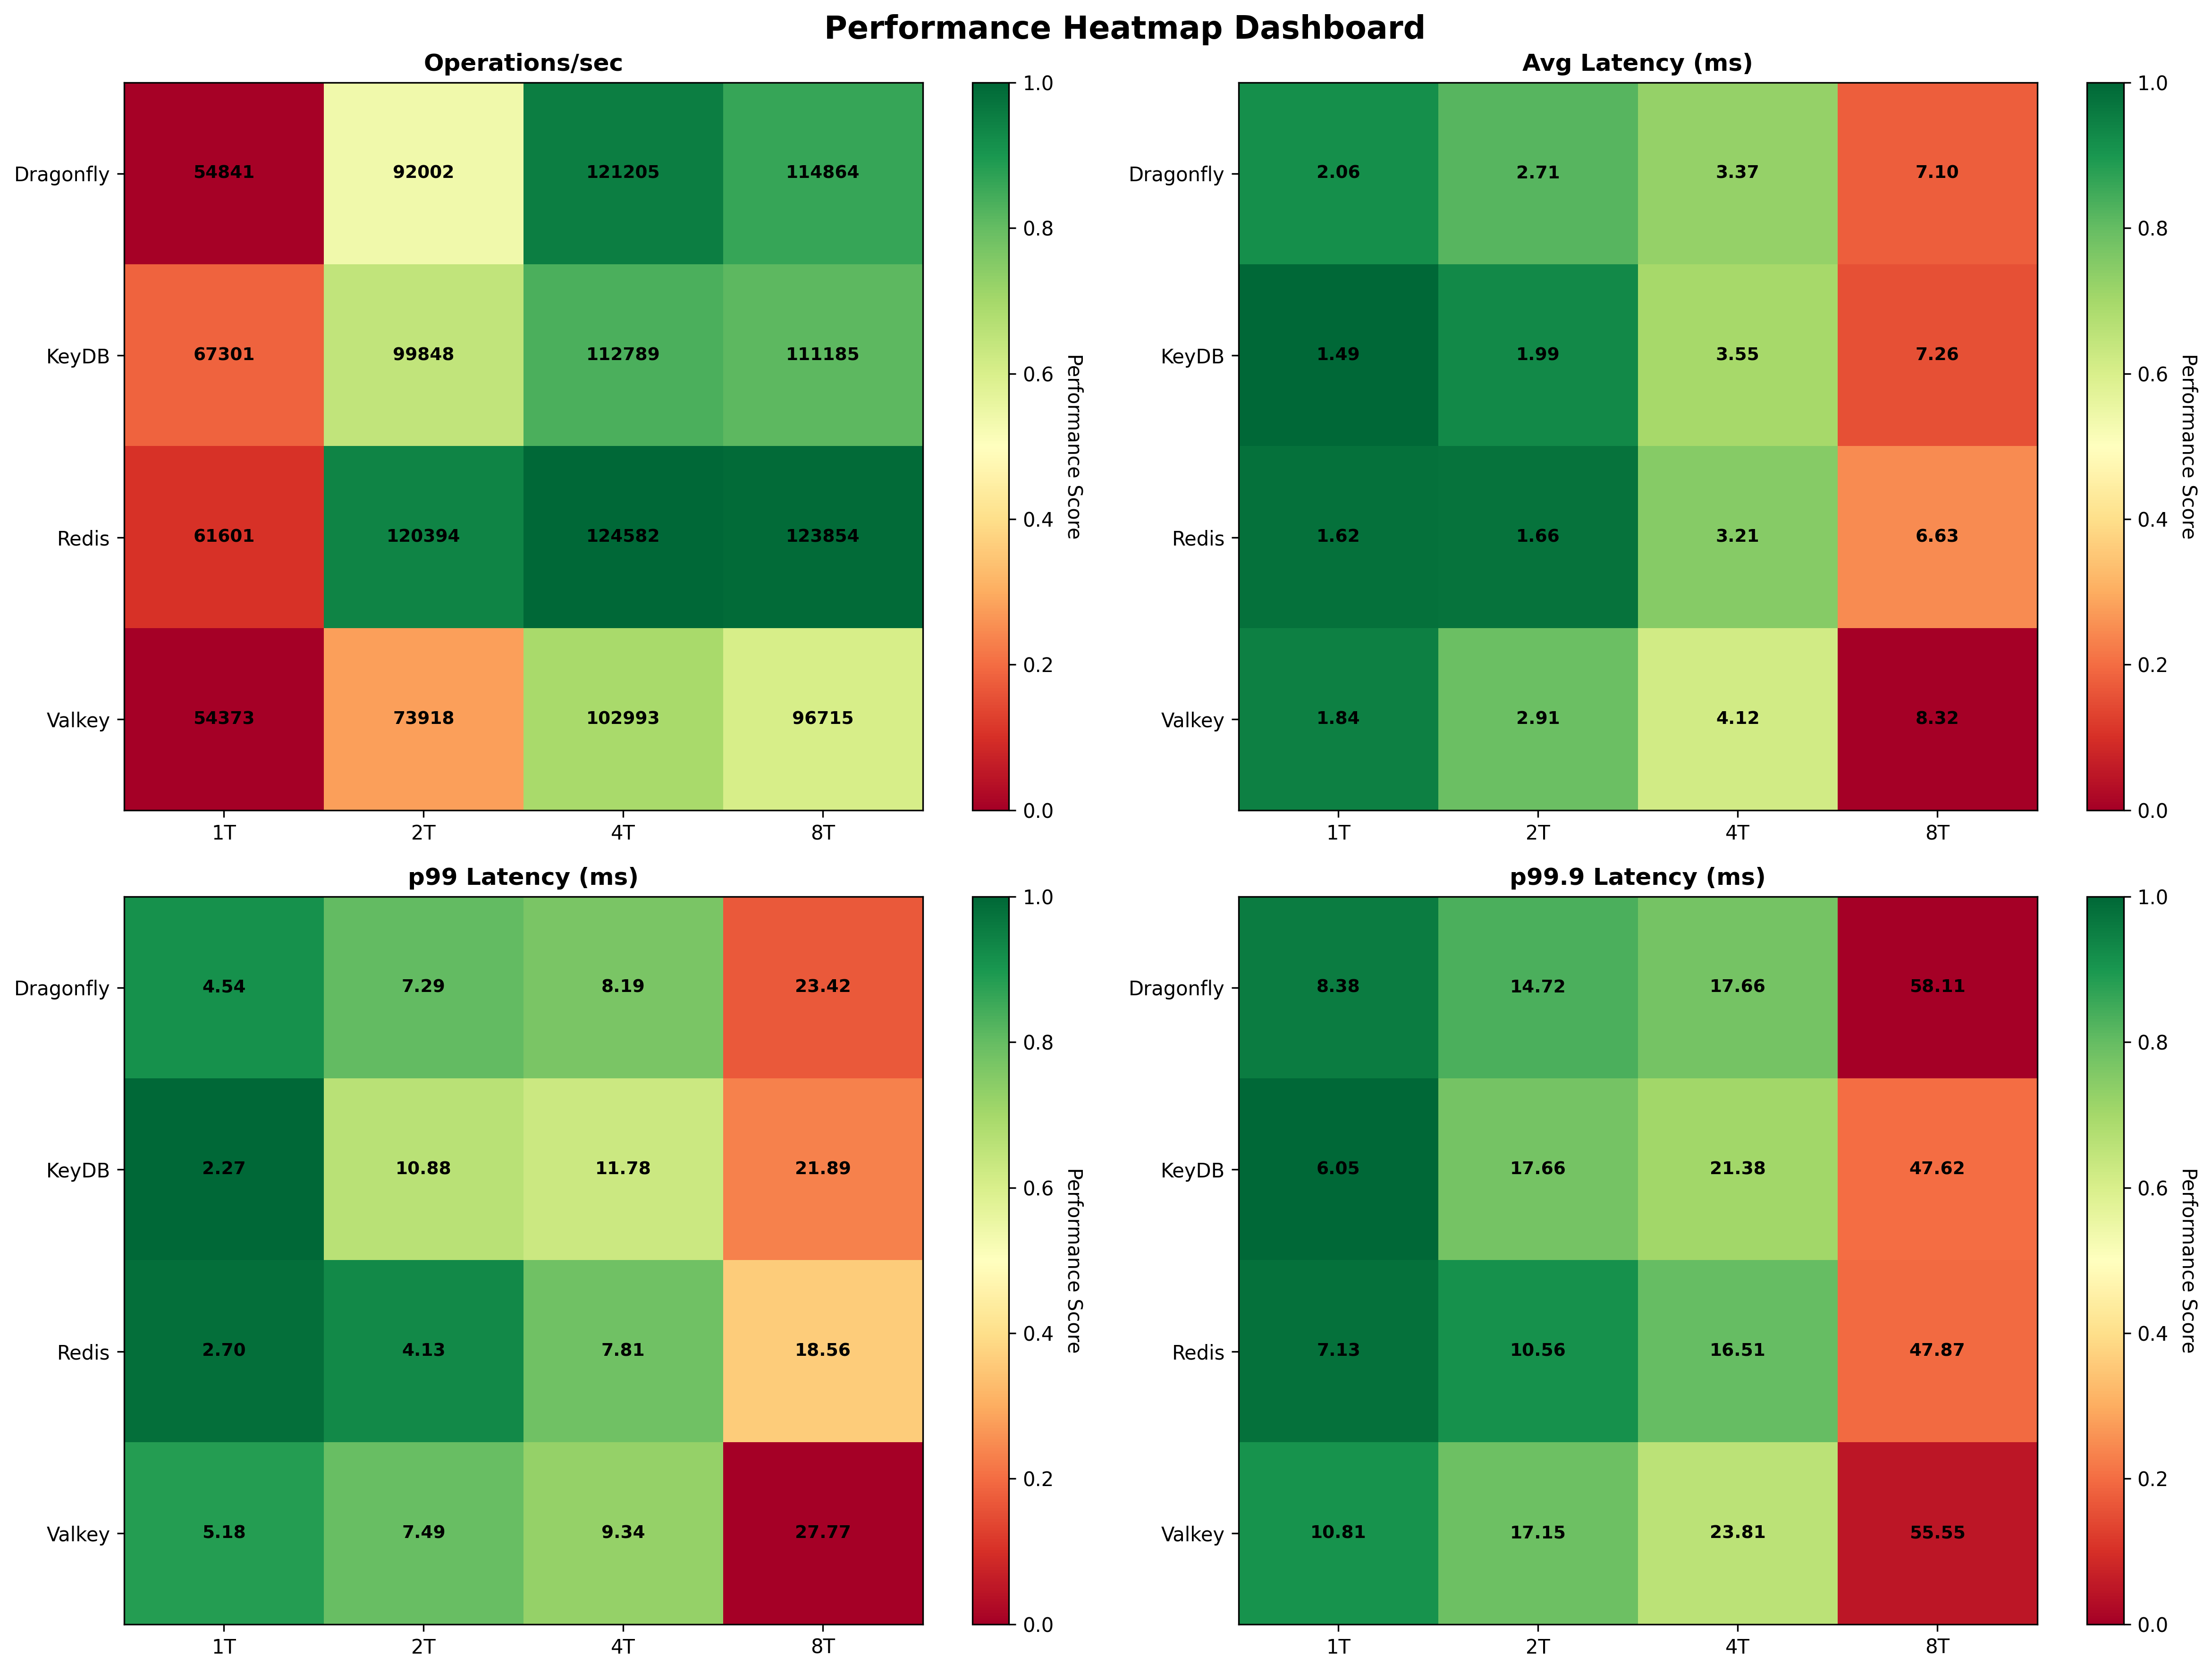 Performance Heatmap Dashboard
Operations/sec
Dragonfly 54841 92002 121205 114864
KeyDB 67301 99848 112789 111185
Redis 61601 120394 124582 123854
Valkey 54373 73918 102993 96715
1T 2T 4T 8T
1.0
0.8
0.6
0.4
0.2
0.0
Performance Score
Avg Latency (ms)
Dragonfly 2.06 2.71 3.37 7.10
KeyDB 1.49 1.99 3.55 7.26
Redis 1.62 1.66 3.21 6.63
Valkey 1.84 2.91 4.12 8.32
1T 2T 4T 8T
1.0
0.8
0.6
0.4
0.2
0.0
Performance Score
p99 Latency (ms)
Dragonfly 4.54 7.29 8.19 23.42
KeyDB 2.27 10.88 11.78 21.89
Redis 2.70 4.13 7.81 18.56
Valkey 5.18 7.49 9.34 27.77
1T 2T 4T 8T
1.0
0.8
0.6
0.4
0.2
0.0
Performance Score
p99.9 Latency (ms)
Dragonfly 8.38 14.72 17.66 58.11
KeyDB 6.05 17.66 21.38 47.62
Redis 7.13 10.56 16.51 47.87
Valkey 10.81 17.15 23.81 55.55
1T 2T 4T 8T
1.0
0.8
0.6
0.4
0.2
0.0
Performance Score